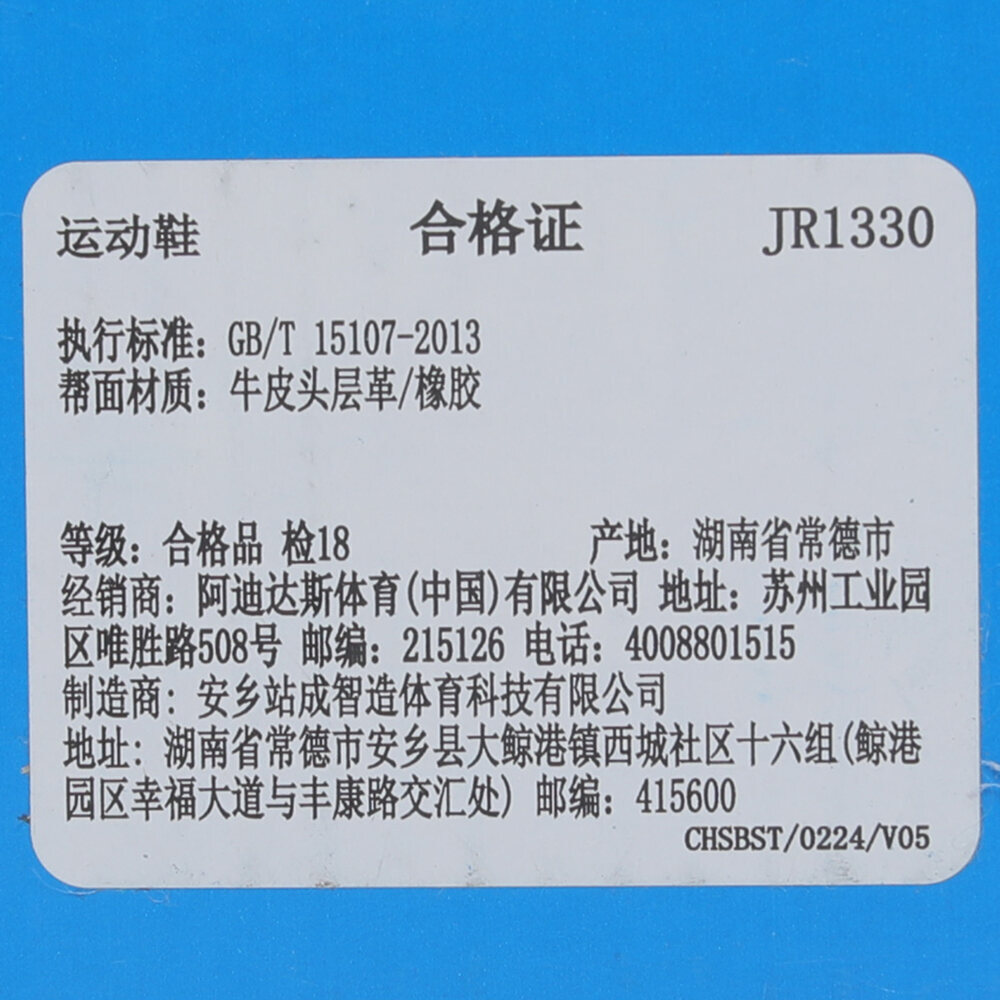 运动鞋 合格证 JR1330
执行标准：GB/T 15107-2013
帮面材质：牛皮头层革/橡胶
等级：合格品 检18 产地：湖南省常德市
经销商：阿迪达斯体育(中国)有限公司 地址：苏州工业园
区唯胜路508号 邮编：215126 电话：4008801515
制造商：安乡站成智造体育科技有限公司
地址：湖南省常德市安乡县大鲸港镇西城社区十六组(鲸港
园区幸福大道与丰康路交汇处) 邮编：415600
CHSBST/0224/V05